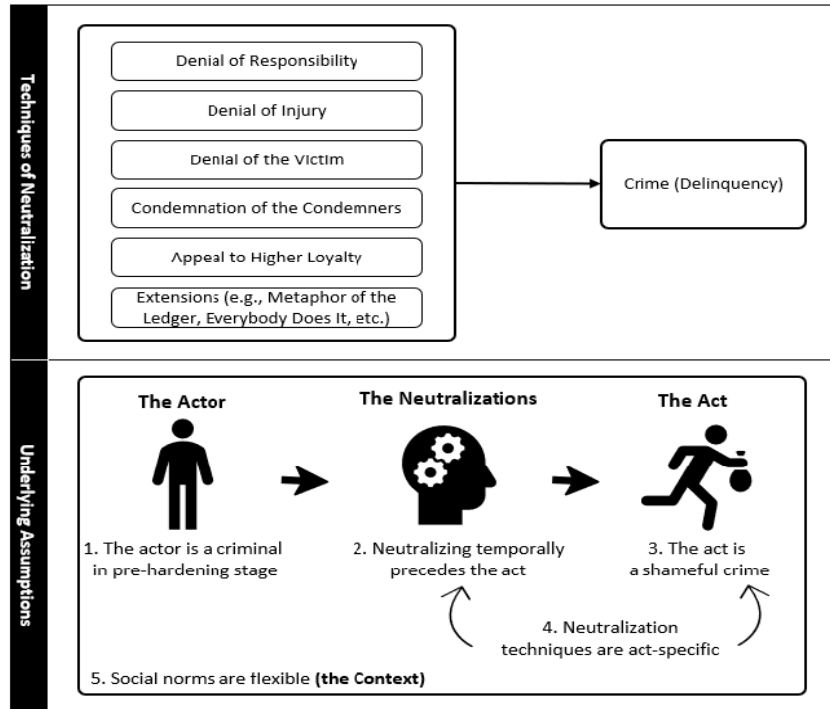 Techniques of Neutralization
Denial of Responsibility
Denial of Injury
Denial of the Victim
Condemnation of the Condemners
Appeal to Higher Loyalty
Extensions (e.g., Metaphor of the
Ledger, Everybody Does It, etc.)
Crime (Delinquency)
Underlying Assumptions
The Actor
The Neutralizations
The Act
1. The actor is a criminal
in pre-hardening stage
2. Neutralizing temporally
precedes the act
3. The act is
a shameful crime
4. Neutralization
techniques are act-specific
5. Social norms are flexible (the Context)